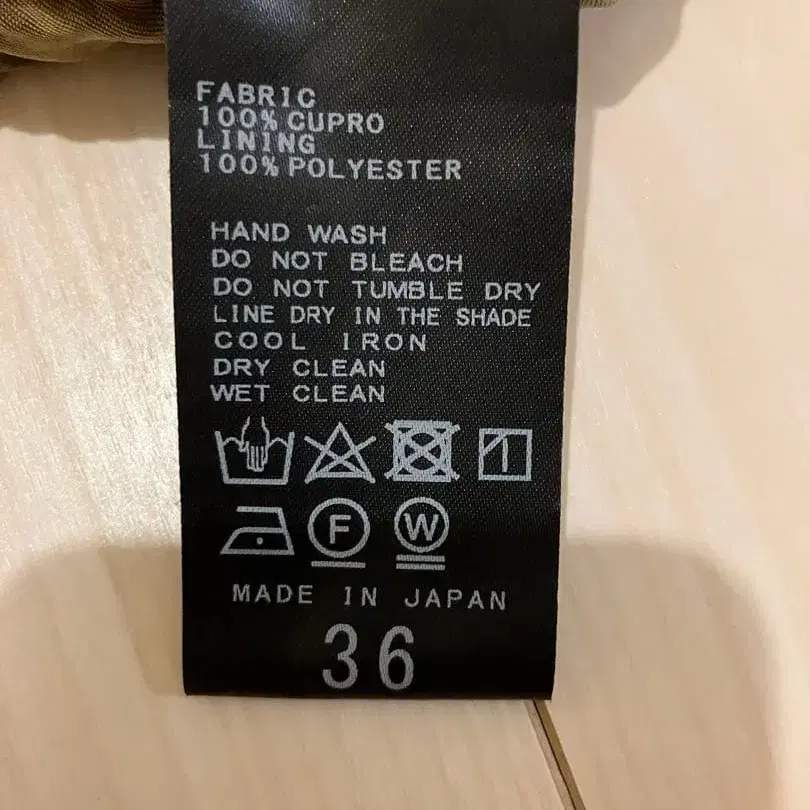 FABRIC
100% CUPRO
LINING
100% POLYESTER
HAND WASH
DO NOT BLEACH
DO NOT TUMBLE DRY
LINE DRY IN THE SHADE
COOL IRON
DRY CLEAN
WET CLEAN
F W
MADE IN JAPAN
36